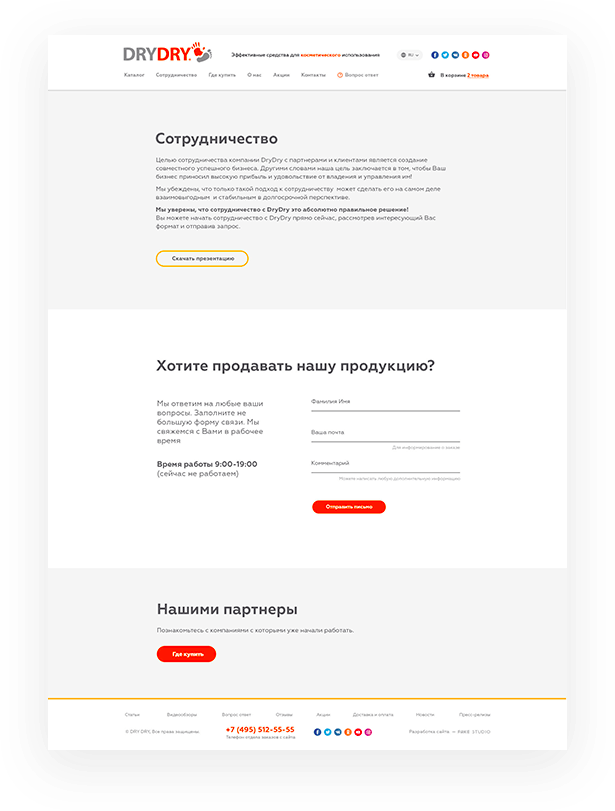 DRYDRY.
Эффективные средства для косметического использования
RU
Каталог Сотрудничество Где купить О нас Акции Контакты Вопрос ответ
В корзине 2 товара
Сотрудничество
Целью сотрудничества компании DryDry с партнерами и клиентами является создание
совместного успешного бизнеса. Другими словами наша цель заключается в том, чтобы Ваш
бизнес приносил высокую прибыль и удовольствие от владения и управления им!
Мы убеждены, что только такой подход к сотрудничеству может сделать его на самом деле
взаимовыгодным и стабильным в долгосрочной перспективе.
Мы уверены, что сотрудничество с DryDry это абсолютно правильное решение!
Вы можете начать сотрудничество с DryDry прямо сейчас, рассмотрев интересующий Вас
формат и отправив запрос.
Скачать презентацию
Хотите продавать нашу продукцию?
Мы ответим на любые ваши
вопросы. Заполните не
большую форму связи. Мы
свяжемся с Вами в рабочее
время
Время работы 9:00-19:00
(сейчас не работаем)
Фамилия Имя
Ваша почта
Для информирования о заказе
Комментарий
Можете написать любую дополнительную информацию
Отправить письмо
Нашими партнеры
Познакомьтесь с компаниями с которыми уже начали работать.
Где купить
Статьи Видеообзоры Вопрос ответ Отзывы Акции Доставка и оплата Новости Пресс-релизы
© DRY DRY, Все права защищены.
+7 (495) 512-55-55
Телефон отдела заказов с сайта
Разработка сайта —
STUDIO